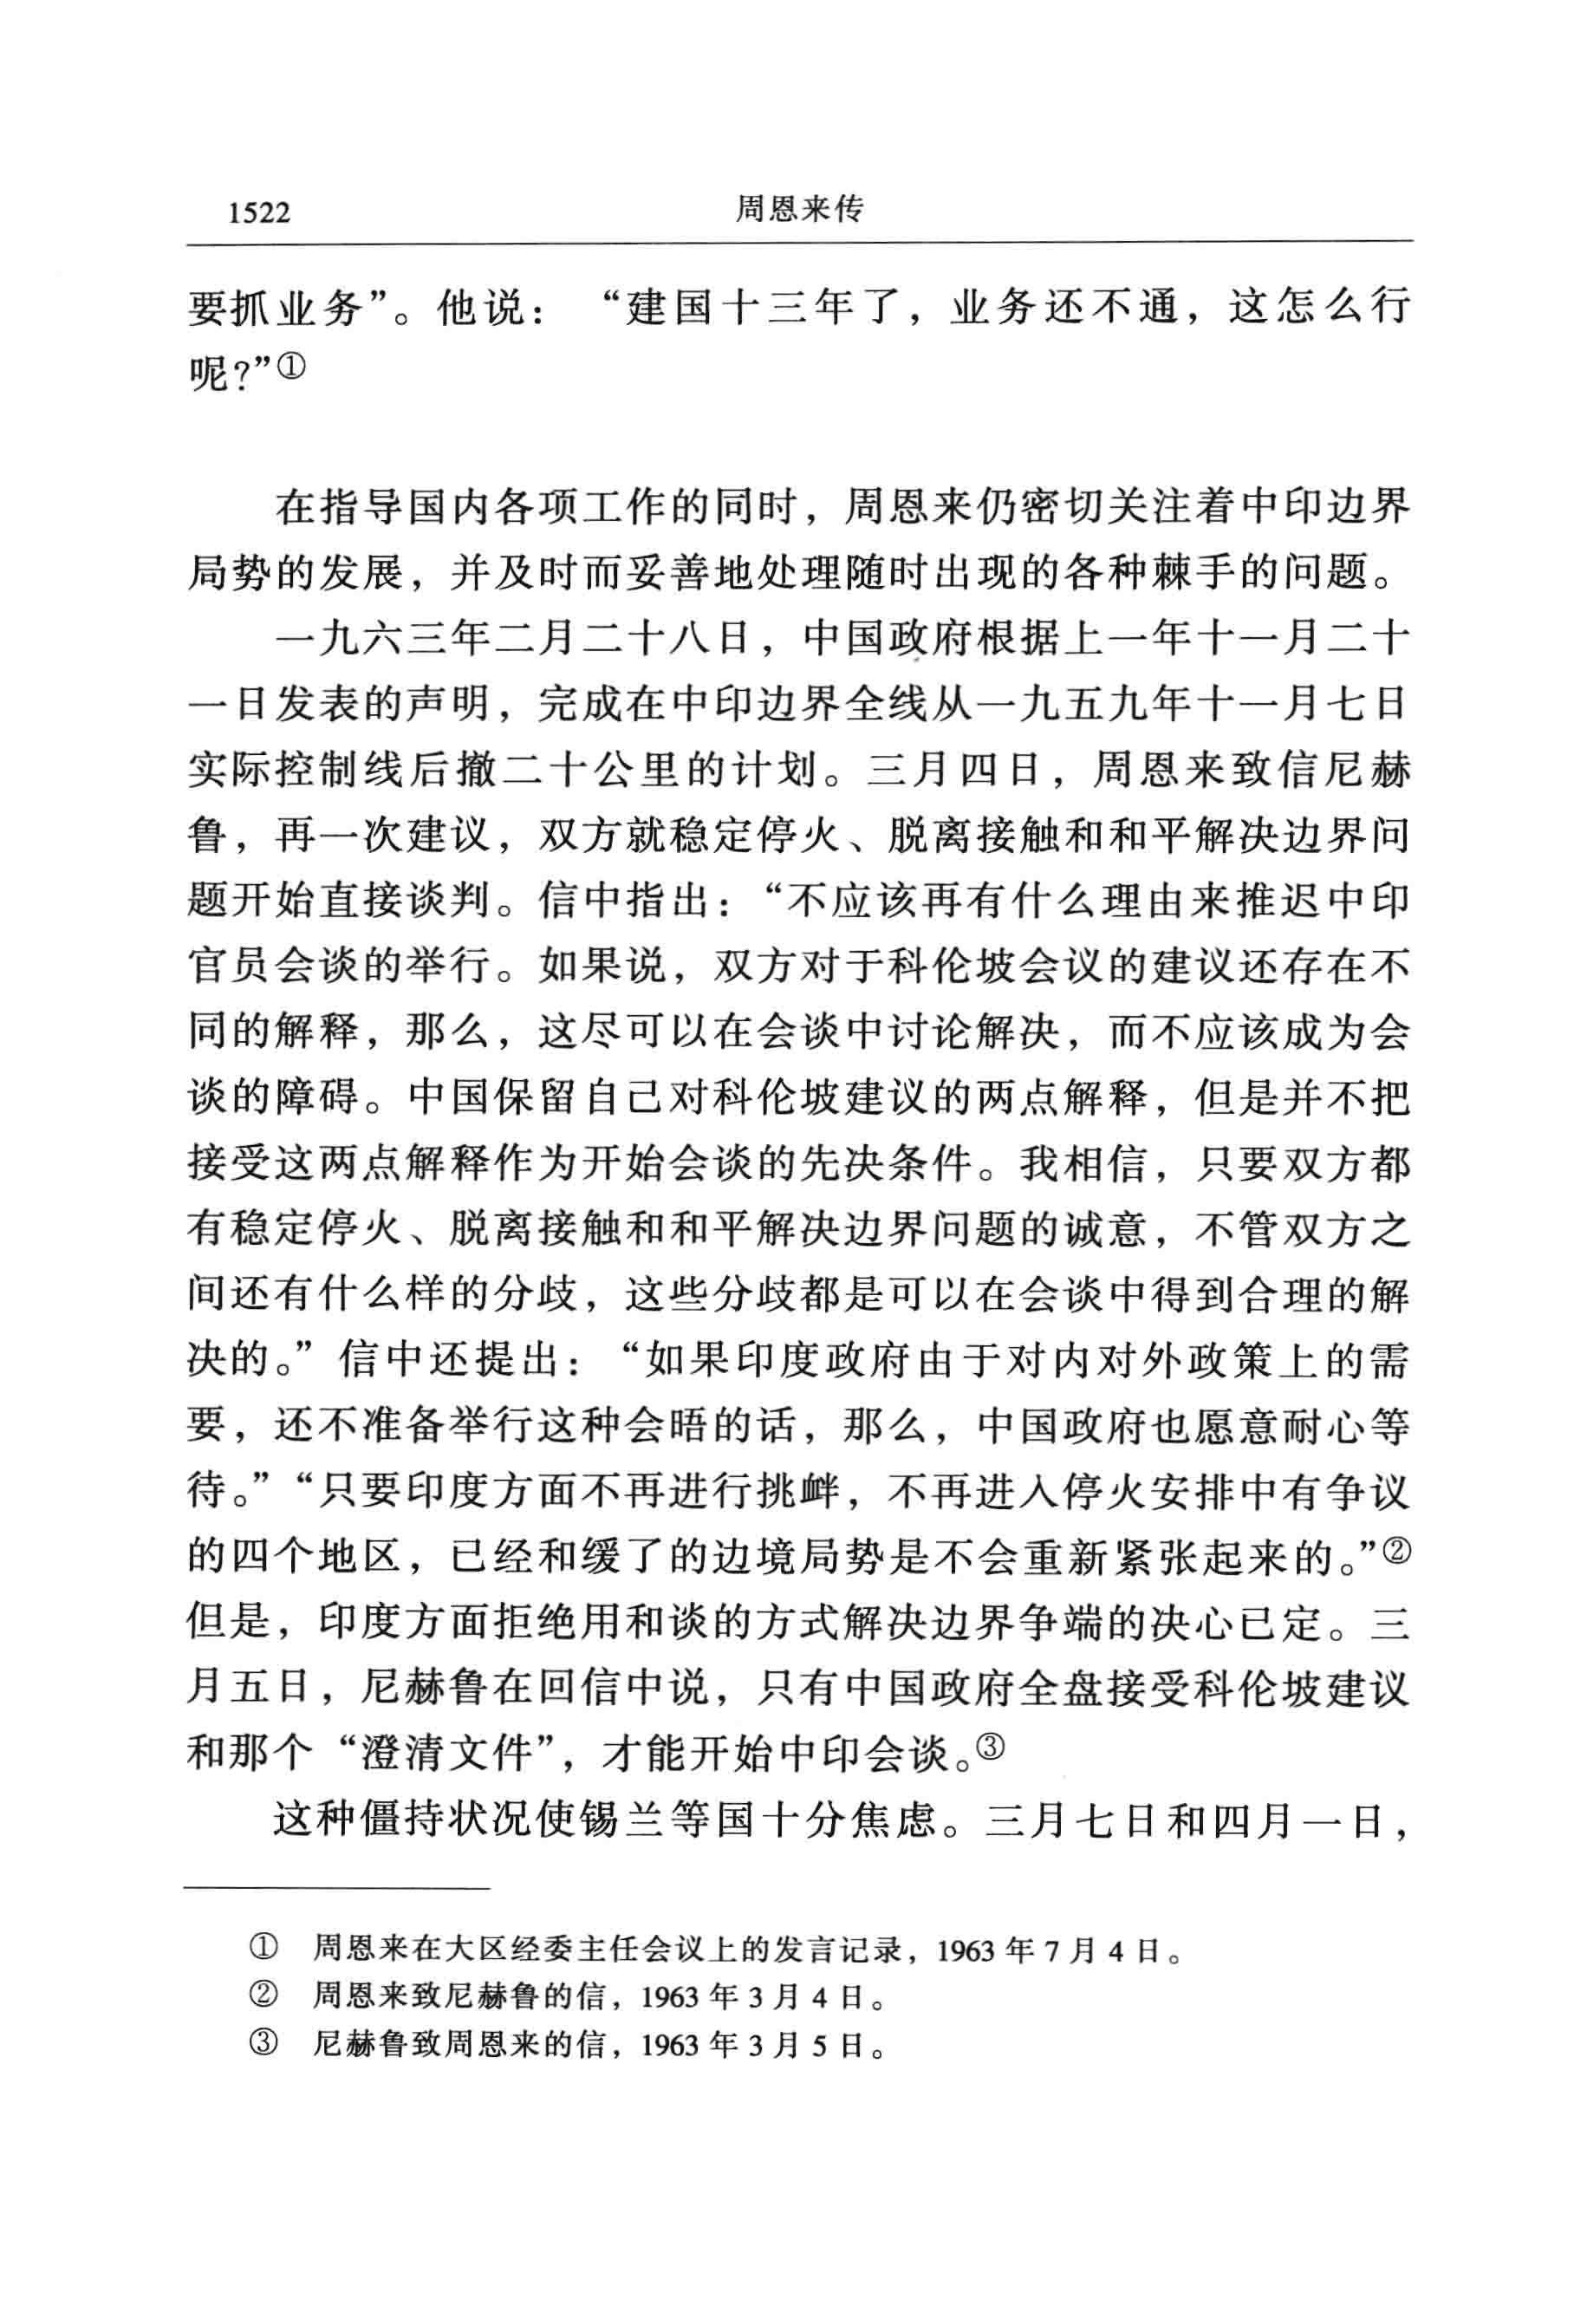 1522 周恩来传
要抓业务”。他说：“建国十三年了，业务还不通，这怎么行
呢?”①
在指导国内各项工作的同时，周恩来仍密切关注着中印边界
局势的发展，并及时而妥善地处理随时出现的各种棘手的问题。
一九六三年二月二十八日，中国政府根据上一年十一月二十
一日发表的声明，完成在中印边界全线从一九五九年十一月七日
实际控制线后撤二十公里的计划。三月四日，周恩来致信尼赫
鲁，再一次建议，双方就稳定停火、脱离接触和和平解决边界问
题开始直接谈判。信中指出：“不应该再有什么理由来推迟中印
官员会谈的举行。如果说，双方对于科伦坡会议的建议还存在不
同的解释，那么，这尽可以在会谈中讨论解决，而不应该成为会
谈的障碍。中国保留自己对科伦坡建议的两点解释，但是并不把
接受这两点解释作为开始会谈的先决条件。我相信，只要双方都
有稳定停火、脱离接触和和平解决边界问题的诚意，不管双方之
间还有什么样的分歧，这些分歧都是可以在会谈中得到合理的解
决的。”信中还提出：“如果印度政府由于对内对外政策上的需
要，还不准备举行这种会晤的话，那么，中国政府也愿意耐心等
待。”“只要印度方面不再进行挑衅，不再进入停火安排中有争议
的四个地区，已经和缓了的边境局势是不会重新紧张起来的。”②
但是，印度方面拒绝用和谈的方式解决边界争端的决心已定。三
月五日，尼赫鲁在回信中说，只有中国政府全盘接受科伦坡建议
和那个“澄清文件”，才能开始中印会谈。③
这种僵持状况使锡兰等国十分焦虑。三月七日和四月一日，
① 周恩来在大区经委主任会议上的发言记录，1963 年 7 月 4 日。
② 周恩来致尼赫鲁的信，1963 年 3 月 4 日。
③ 尼赫鲁致周恩来的信，1963 年 3 月 5 日。